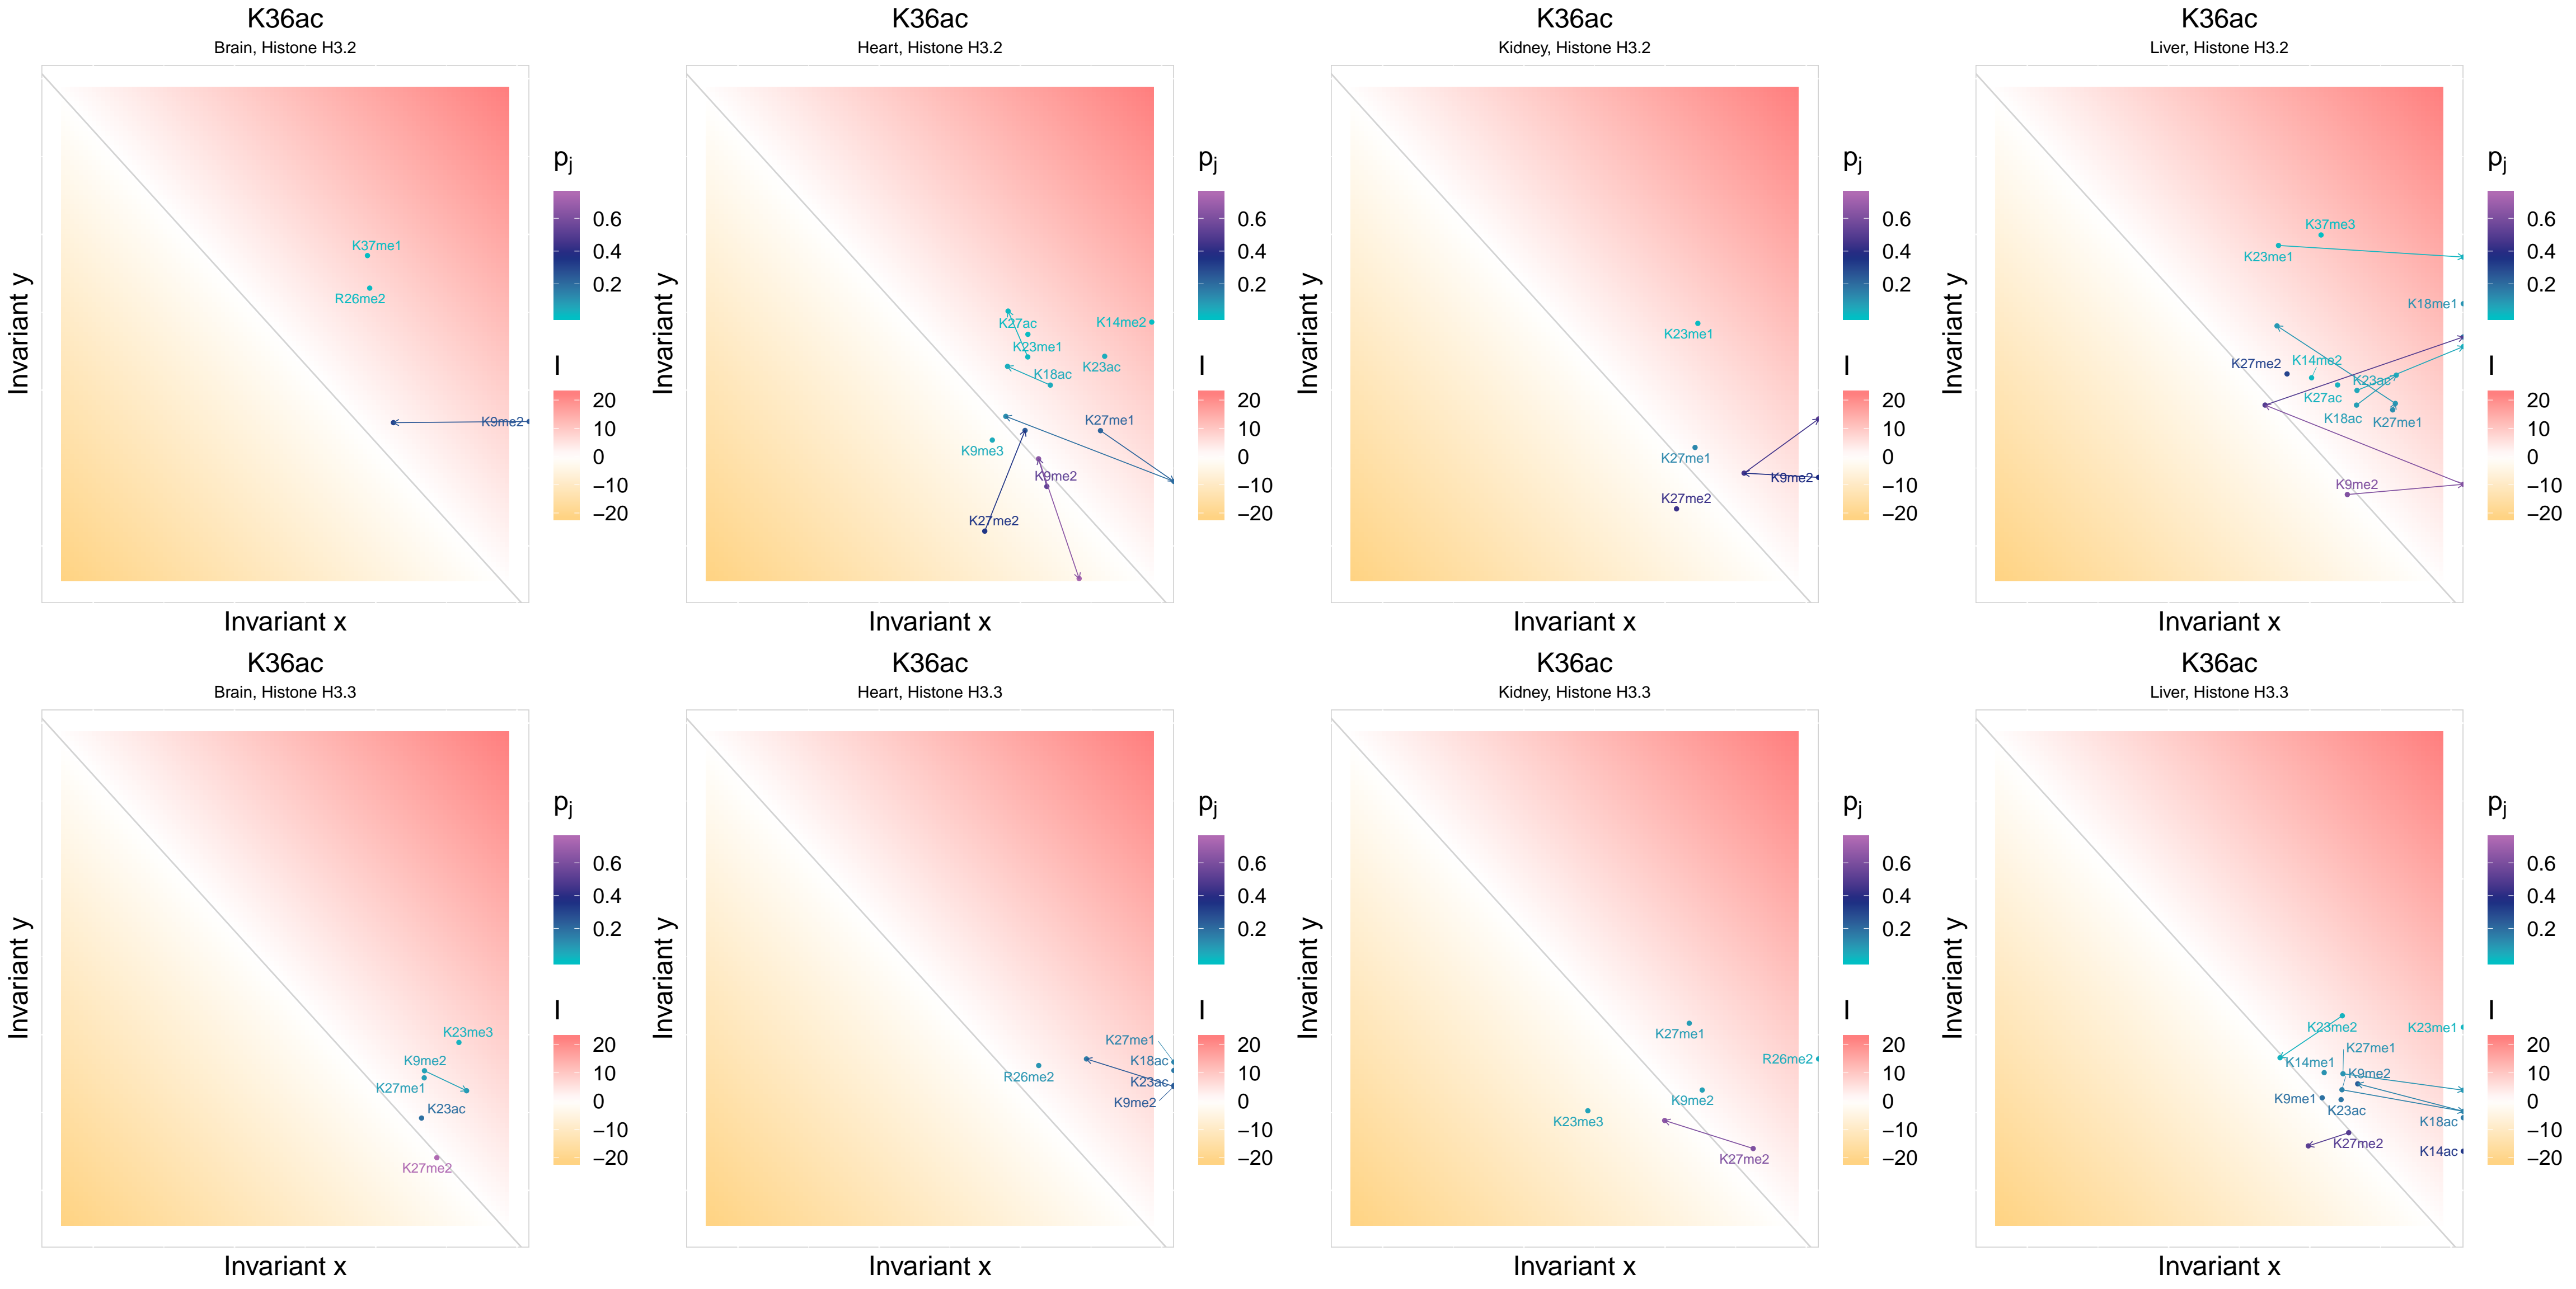 K36ac
Brain, Histone H3.2
Invariant y
K37me1
R26me2
K9me2
Invariant x
pj
0.6
0.4
0.2
I
20
10
0
−10
−20
K36ac
Heart, Histone H3.2
Invariant y
K27ac
K14me2
K23me1
K23ac
K18ac
K27me1
K9me3
K9me2
K27me2
Invariant x
pj
0.6
0.4
0.2
I
20
10
0
−10
−20
K36ac
Kidney, Histone H3.2
Invariant y
K23me1
K27me1
K9me2
K27me2
Invariant x
pj
0.6
0.4
0.2
I
20
10
0
−10
−20
K36ac
Liver, Histone H3.2
Invariant y
K37me3
K23me1
K18me1
K27me2
K14me2
K23ac
K27ac
K18ac
K27me1
K9me2
Invariant x
pj
0.6
0.4
0.2
I
20
10
0
−10
−20
K36ac
Brain, Histone H3.3
Invariant y
K23me3
K9me2
K27me1
K23ac
K27me2
Invariant x
pj
0.6
0.4
0.2
I
20
10
0
−10
−20
K36ac
Heart, Histone H3.3
Invariant y
K27me1
K18ac
R26me2
K23ac
K9me2
Invariant x
pj
0.6
0.4
0.2
I
20
10
0
−10
−20
K36ac
Kidney, Histone H3.3
Invariant y
K27me1
R26me2
K9me2
K23me3
K27me2
Invariant x
pj
0.6
0.4
0.2
I
20
10
0
−10
−20
K36ac
Liver, Histone H3.3
Invariant y
K23me2
K23me1
K27me1
K14me1
K9me2
K9me1
K23ac
K18ac
K27me2
K14ac
Invariant x
pj
0.6
0.4
0.2
I
20
10
0
−10
−20